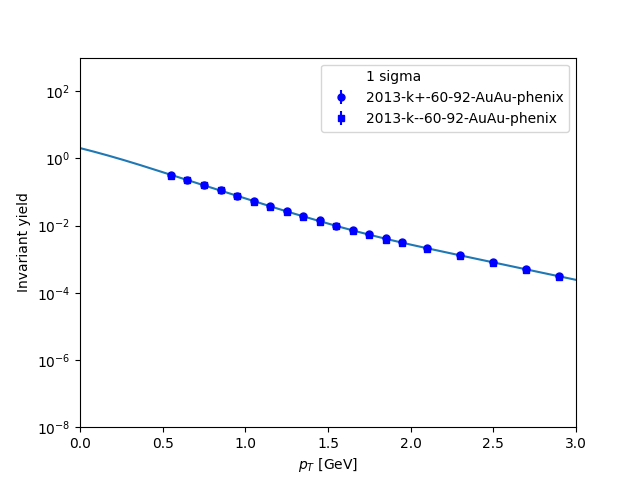 1 sigma
2013-k+-60-92-AuAu-phenix
2013-k--60-92-AuAu-phenix
10^2
10^0
10^-2
10^-4
10^-6
10^-8
Invariant yield
0.0 0.5 1.0 1.5 2.0 2.5 3.0
p_T [GeV]